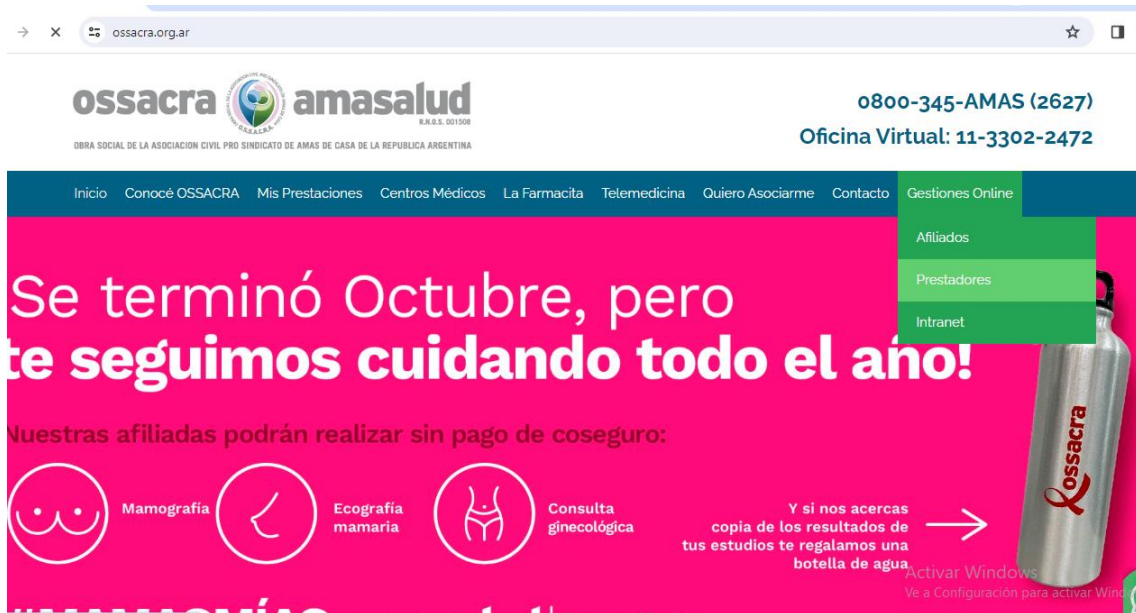 ossacra.org.ar
ossacra amasalud
R.N.O.S. 001508
OBRA SOCIAL DE LA ASOCIACION CIVIL PRO SINDICATO DE AMAS DE CASA DE LA REPUBLICA ARGENTINA
0800-345-AMAS (2627)
Oficina Virtual: 11-3302-2472
Inicio Conocé OSSACRA Mis Prestaciones Centros Médicos La Farmacita Telemedicina Quiero Asociarme Contacto Gestiones Online
Afiliados
Prestadores
Intranet
Se terminó Octubre, pero
te seguimos cuidando todo el año!
Nuestras afiliadas podrán realizar sin pago de coseguro:
Mamografía
Ecografía
mamaria
Consulta
ginecológica
Y si nos acercas
copia de los resultados de
tus estudios te regalamos una
botella de agua
ossacra
Activar Windows
Ve a Configuración para activar Wind